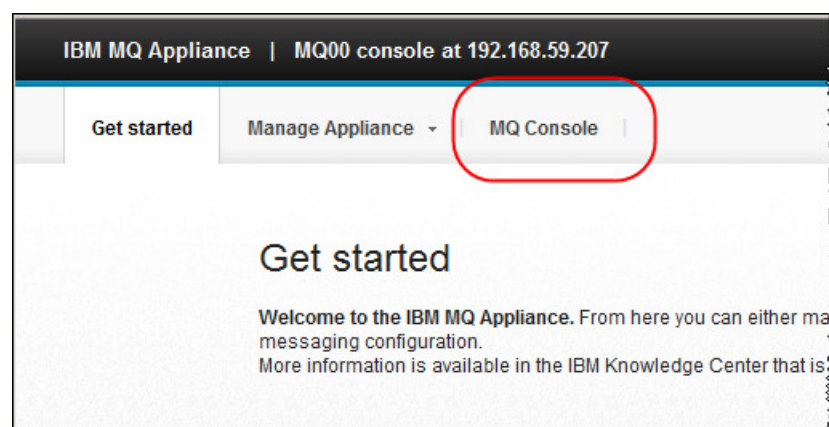 IBM MQ Appliance | MQ00 console at 192.168.59.207
Get started Manage Appliance MQ Console
Get started
Welcome to the IBM MQ Appliance. From here you can either ma
messaging configuration.
More information is available in the IBM Knowledge Center that is